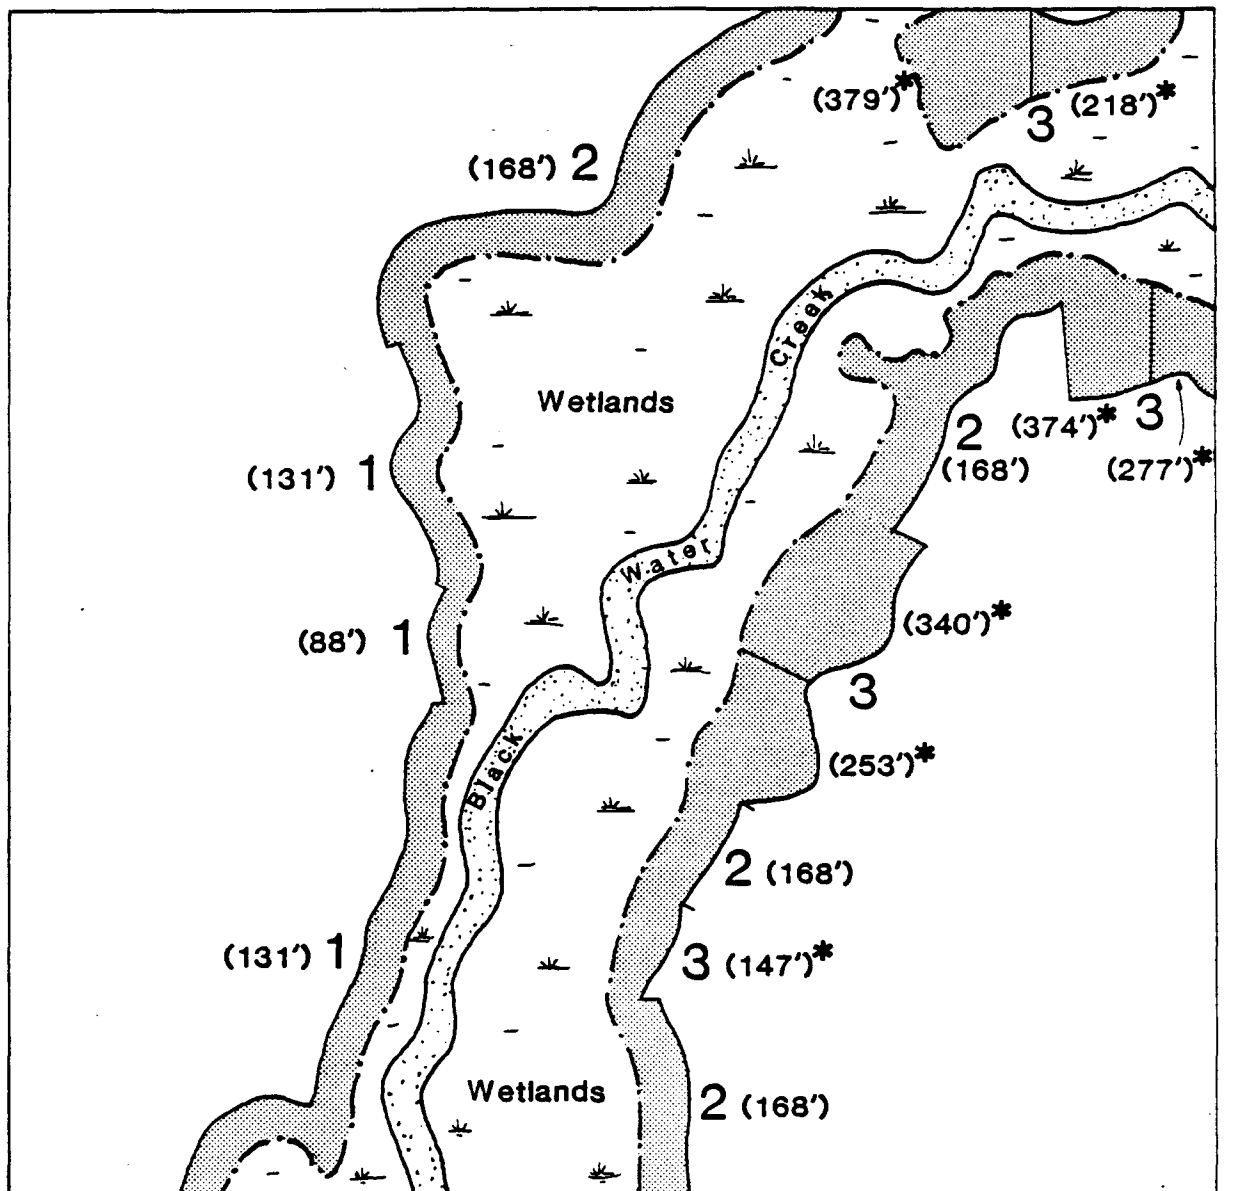 (379')*
3 (218')*
(168') 2
Creek
Wetlands
2 (374')* 3
(168')
(277')*
(131') 1
Water
(340')*
(88') 1
3
Black
(253')*
2 (168')
(131') 1
3 (147')*
Wetlands
2 (168')